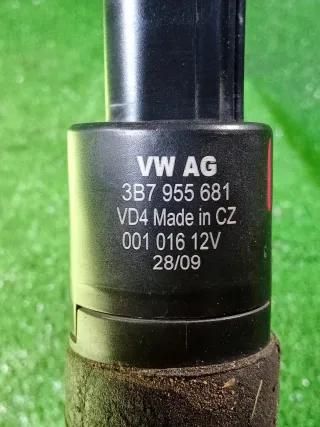 VW AG
3B7 955 681
VD4 Made in CZ
001 016 12V
28/09